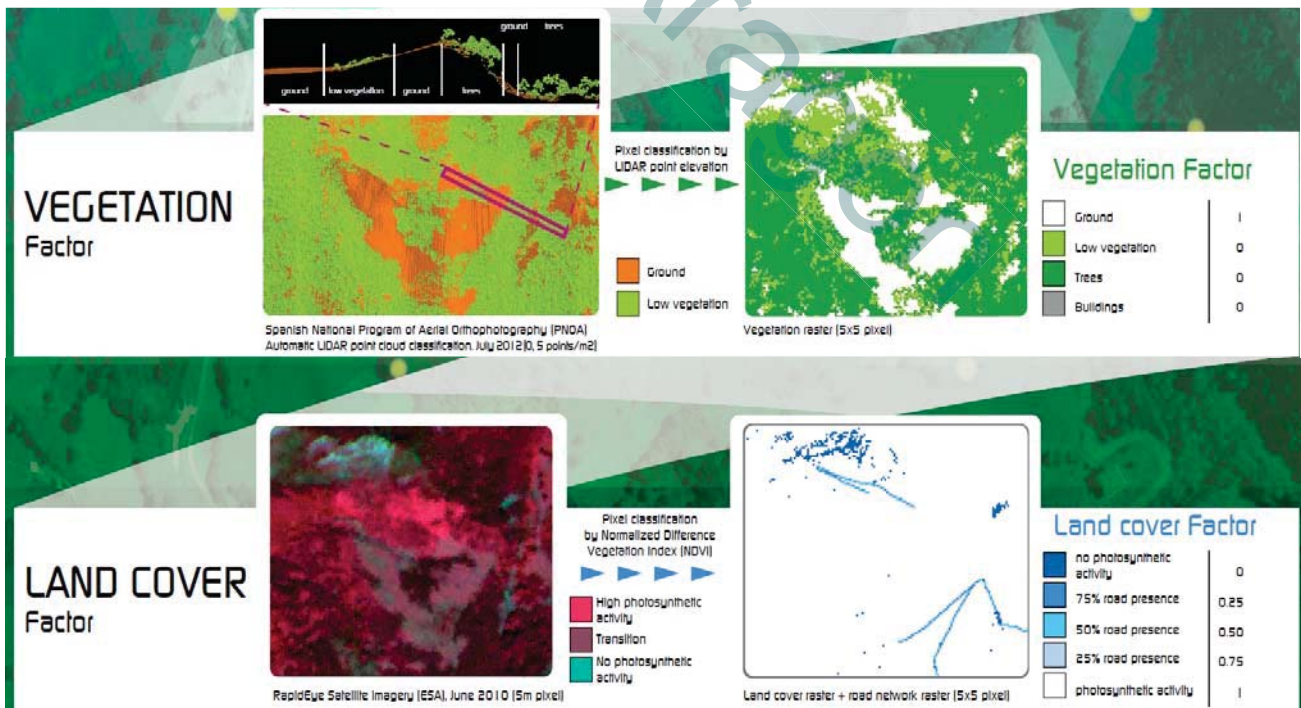 ground trees
ground low vegetation ground trees
VEGETATION
Factor
Pixel classification by
LIDAR point elevation
Ground
Low vegetation
Spanish National Program of Aerial Orthophotography (PNOA)
Automatic LIDAR point cloud classification. July 2012(0, 5 points/m2)
Vegetation raster (5x5 pixel)
Vegetation Factor
Ground 1
Low vegetation 0
Trees 0
Buildings 0
LAND COVER
Factor
Pixel classification
by Normalized Difference
Vegetation Index (NDVI)
High photosynthetic
activity
Transition
No photosynthetic
activity
RapidEye Satellite Imagery (ESA), June 2010 (5m pixel)
Land cover raster + road network raster (5x5 pixel)
Land cover Factor
no photosynthetic
activity 0
75% road presence 0.25
50% road presence 0.50
25% road presence 0.75
photosynthetic activity 1